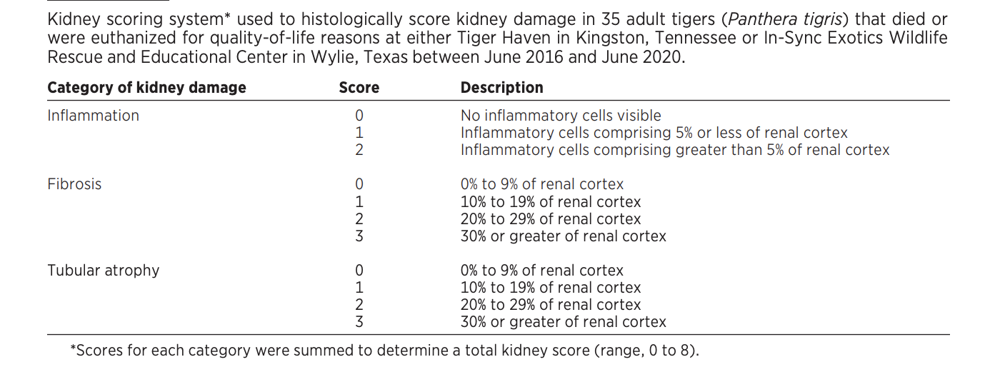 Kidney scoring system* used to histologically score kidney damage in 35 adult tigers (Panthera tigris) that died or
were euthanized for quality-of-life reasons at either Tiger Haven in Kingston, Tennessee or In-Sync Exotics Wildlife
Rescue and Educational Center in Wylie, Texas between June 2016 and June 2020.
Category of kidney damage Score Description
Inflammation 0 No inflammatory cells visible
1 Inflammatory cells comprising 5% or less of renal cortex
2 Inflammatory cells comprising greater than 5% of renal cortex
Fibrosis 0 0% to 9% of renal cortex
1 10% to 19% of renal cortex
2 20% to 29% of renal cortex
3 30% or greater of renal cortex
Tubular atrophy 0 0% to 9% of renal cortex
1 10% to 19% of renal cortex
2 20% to 29% of renal cortex
3 30% or greater of renal cortex
*Scores for each category were summed to determine a total kidney score (range, 0 to 8).